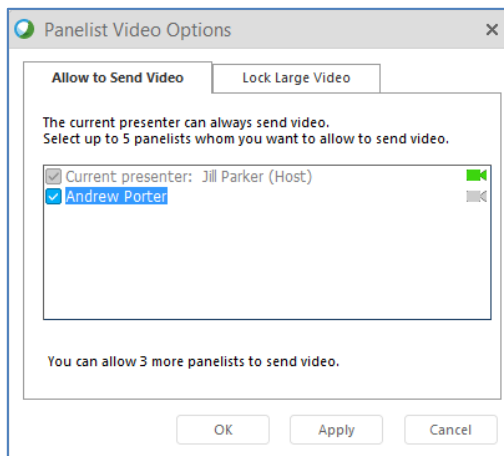 Panelist Video Options
Allow to Send Video
Lock Large Video
The current presenter can always send video.
Select up to 5 panelists whom you want to allow to send video.
Current presenter: Jill Parker (Host)
Andrew Porter
You can allow 3 more panelists to send video.
OK
Apply
Cancel